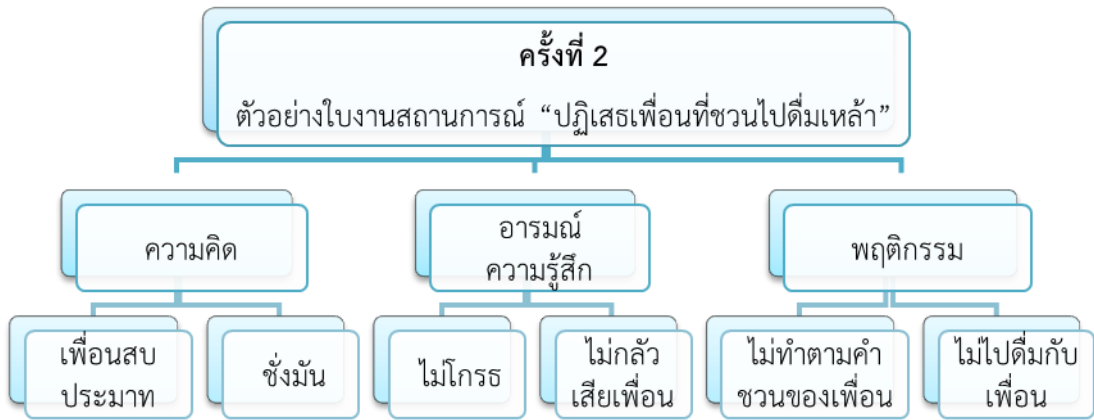 ครั้งที่ 2
ตัวอย่างใบงานสถานการณ์ “ปฏิเสธเพื่อนที่ชวนไปดื่มเหล้า”
ความคิด
อารมณ์
ความรู้สึก
พฤติกรรม
เพื่อนสบ
ประมาท
ชั่งมัน
ไม่โกรธ
ไม่กลัว
เสียเพื่อน
ไม่ทำตามคำ
ชวนของเพื่อน
ไม่ไปดื่มกับ
เพื่อน